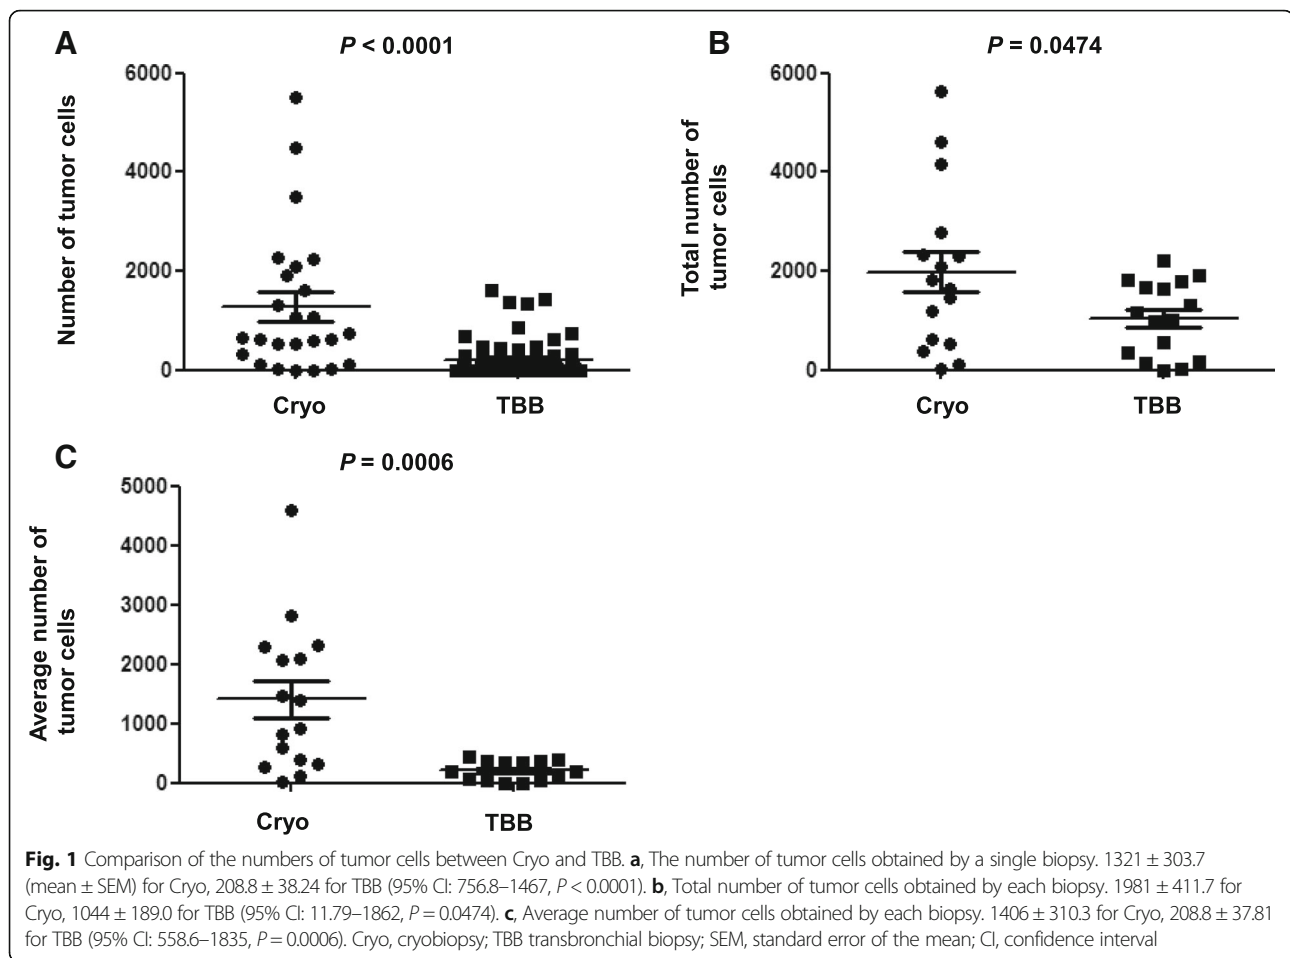 A
P < 0.0001
Number of tumor cells
6000
4000
2000
0
Cryo
TBB
B
P = 0.0474
Total number of
tumor cells
6000
4000
2000
0
Cryo
TBB
C
P = 0.0006
Average number of
tumor cells
5000
4000
3000
2000
1000
0
Cryo
TBB
Fig. 1 Comparison of the numbers of tumor cells between Cryo and TBB. a, The number of tumor cells obtained by a single biopsy. 1321 ± 303.7
(mean ± SEM) for Cryo, 208.8 ± 38.24 for TBB (95% CI: 756.8–1467, P < 0.0001). b, Total number of tumor cells obtained by each biopsy. 1981 ± 411.7 for
Cryo, 1044 ± 189.0 for TBB (95% CI: 11.79–1862, P = 0.0474). c, Average number of tumor cells obtained by each biopsy. 1406 ± 310.3 for Cryo, 208.8 ± 37.81
for TBB (95% CI: 558.6–1835, P = 0.0006). Cryo, cryobiopsy; TBB transbronchial biopsy; SEM, standard error of the mean; CI, confidence interval